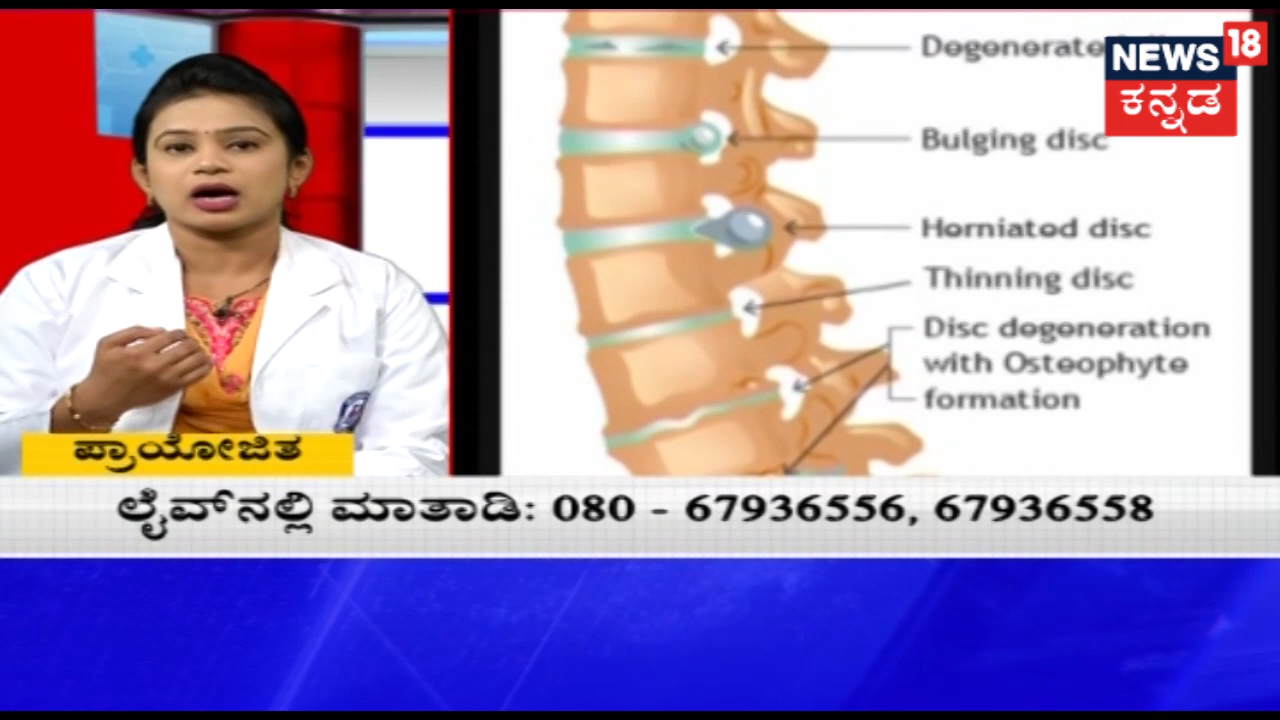 NEWS 18
ಕನ್ನಡ
Degenerate
Bulging disc
Herniated disc
Thinning disc
Disc degeneration
with Osteophyte
formation
ಪ್ರಾಯೋಜಿತ
ಲೈವ್‌ನಲ್ಲಿ ಮಾತಾಡಿ: 080 - 67936556, 67936558